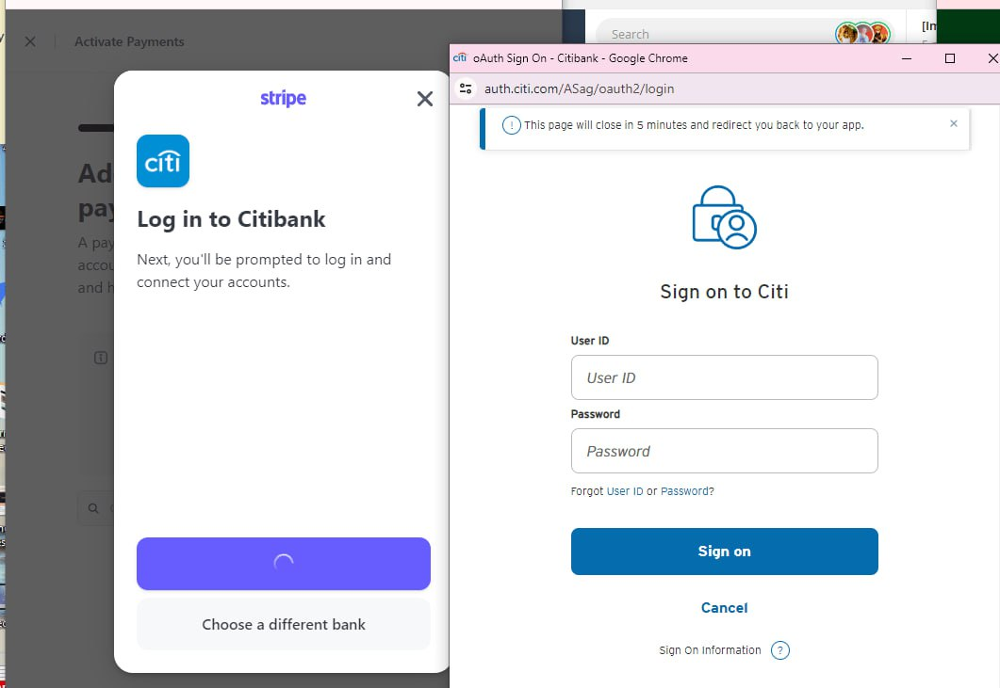 Search
[In
Activate Payments
citi oAuth Sign On - Citibank - Google Chrome
auth.citi.com/ASag/oauth2/login
stripe
This page will close in 5 minutes and redirect you back to your app.
citi
Ad
pay
Log in to Citibank
A pay
accou
and h
Next, you'll be prompted to log in and
connect your accounts.
Sign on to Citi
User ID
User ID
Password
Password
Forgot User ID or Password?
Sign on
Choose a different bank
Cancel
Sign On Information ?